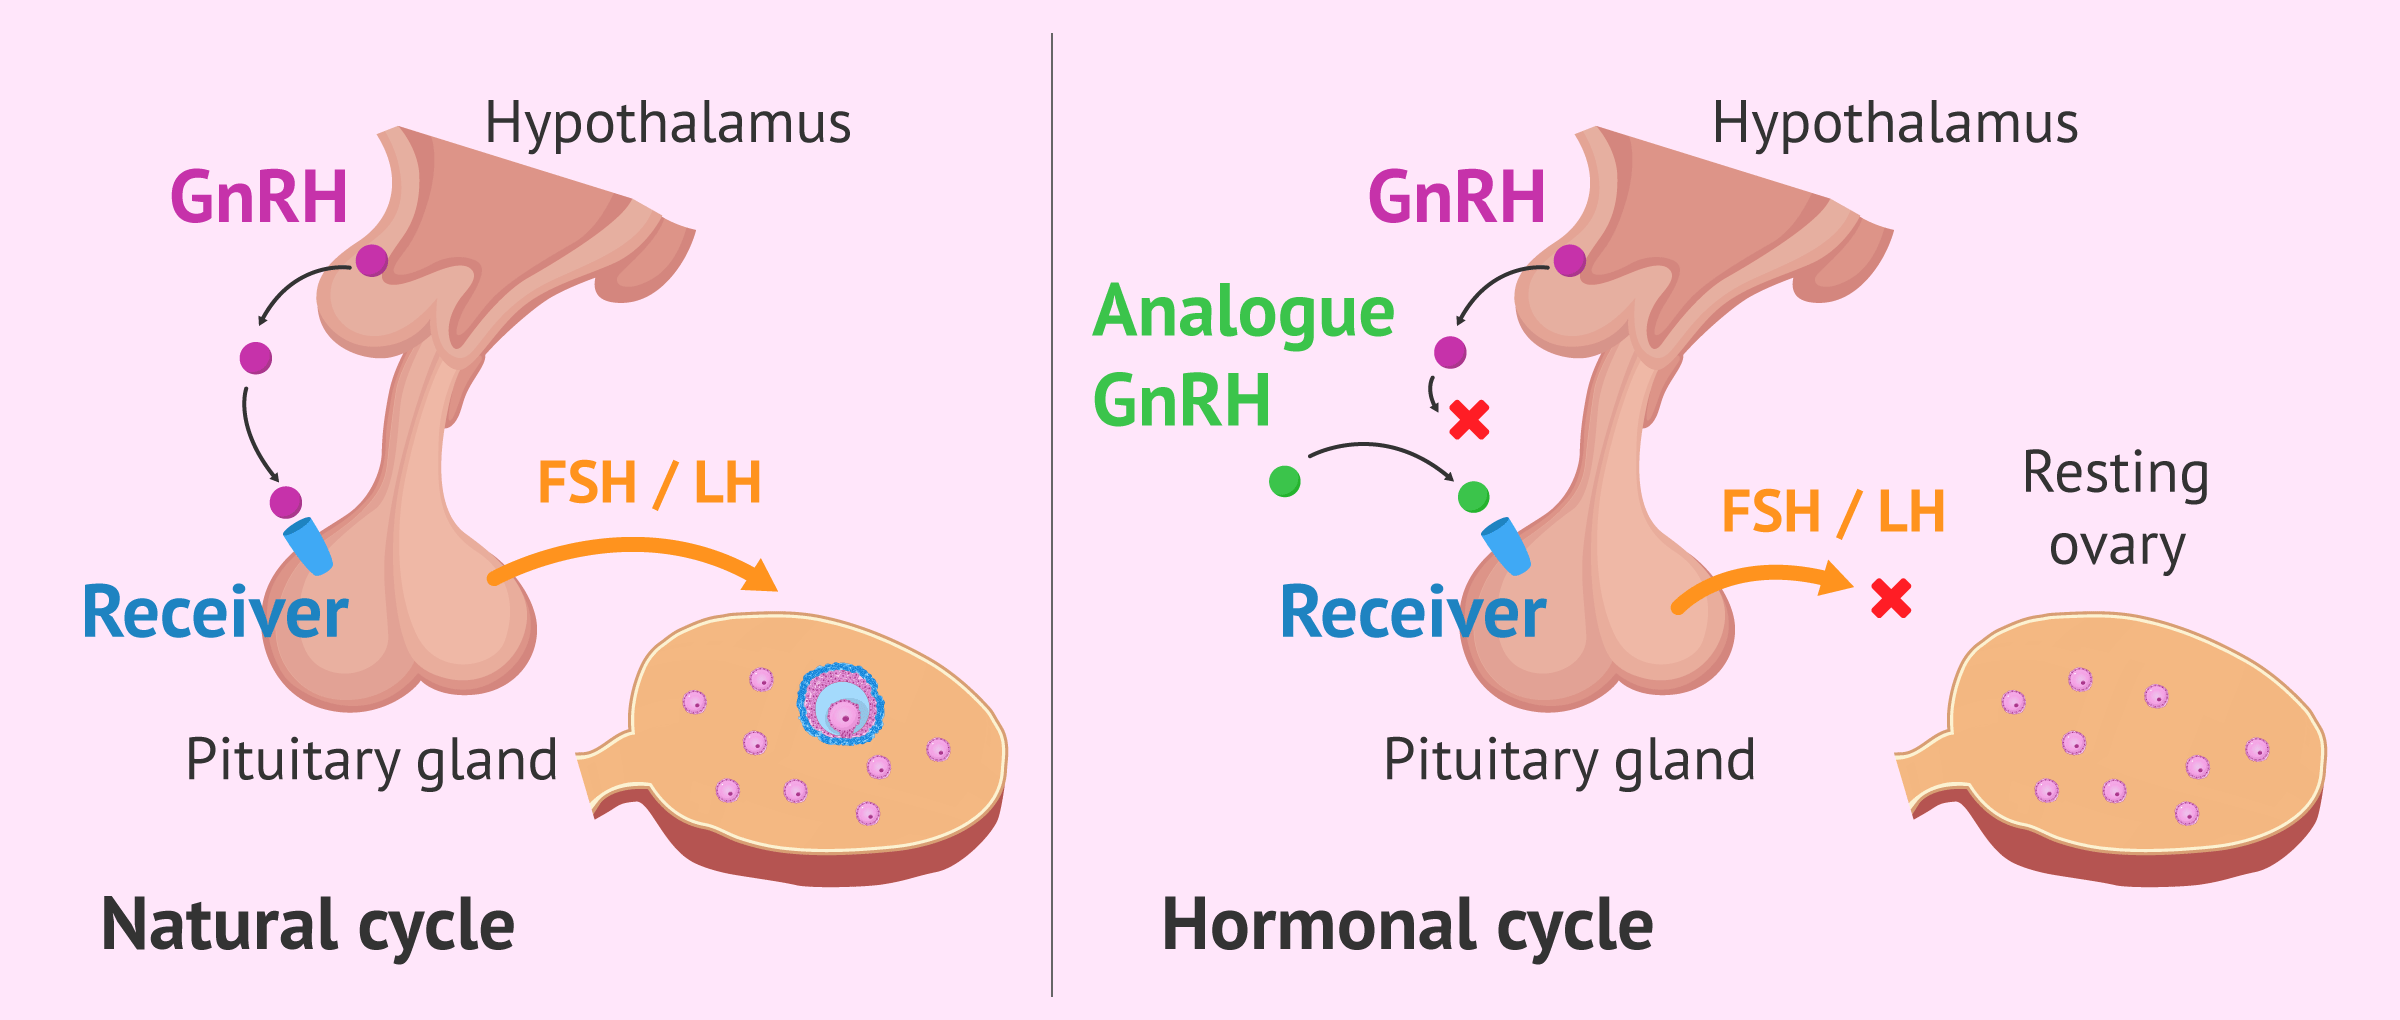 Hypothalamus
GnRH
FSH / LH
Receiver
Pituitary gland
Natural cycle
Hypothalamus
GnRH
Analogue
GnRH
Resting
ovary
FSH / LH
Receiver
Pituitary gland
Hormonal cycle